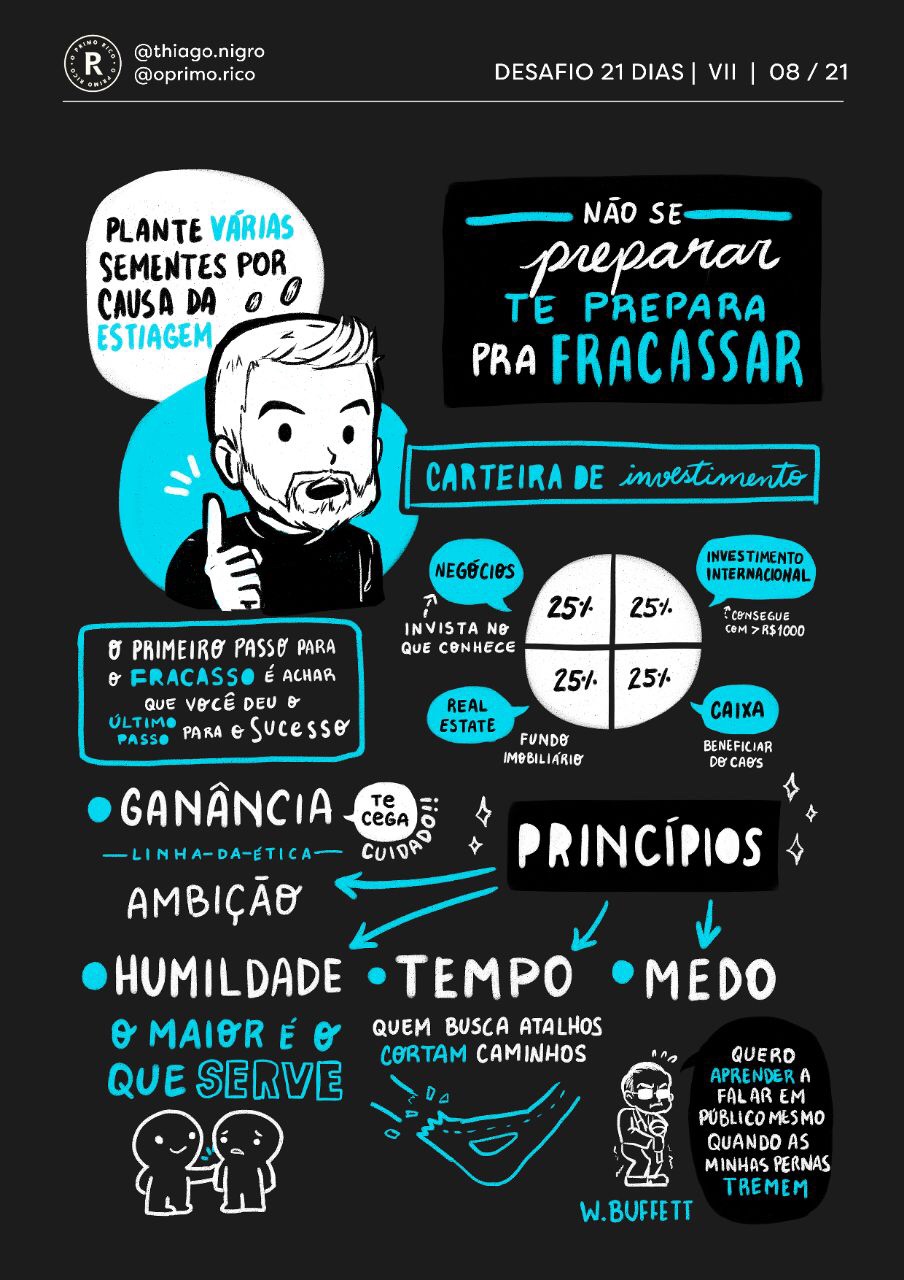 R
O PRIMO RICO • O PRIMO RICO •
@thiago.nigro
@oprimo.rico
DESAFIO 21 DIAS | VII | 08 / 21
PLANTE VÁRIAS
SEMENTES POR
CAUSA DA
ESTIAGEM
NÃO SE
preparar
TE PREPARA
PRA FRACASSAR
CARTEIRA DE investimento
NEGÓCIOS
INVISTA NO
QUE CONHECE
25%
25%
INVESTIMENTO
INTERNACIONAL
CONSEGUE
COM > R$1000
25%
25%
REAL
ESTATE
FUNDO
IMOBILIÁRIO
CAIXA
BENEFICIAR
DO CAOS
O PRIMEIRO PASSO PARA
O FRACASSO É ACHAR
QUE VOCÊ DEU O
ÚLTIMO
PASSO PARA O SUCESSO
PRINCÍPIOS
GANÂNCIA
TE
CEGA
CUIDADO!!
LINHA-DA-ÉTICA
AMBIÇÃO
HUMILDADE
O MAIOR É O
QUE SERVE
TEMPO
QUEM BUSCA ATALHOS
CORTAM CAMINHOS
MEDO
QUERO
APRENDER A
FALAR EM
PÚBLICO MESMO
QUANDO AS
MINHAS PERNAS
TREMEM
W. BUFFETT